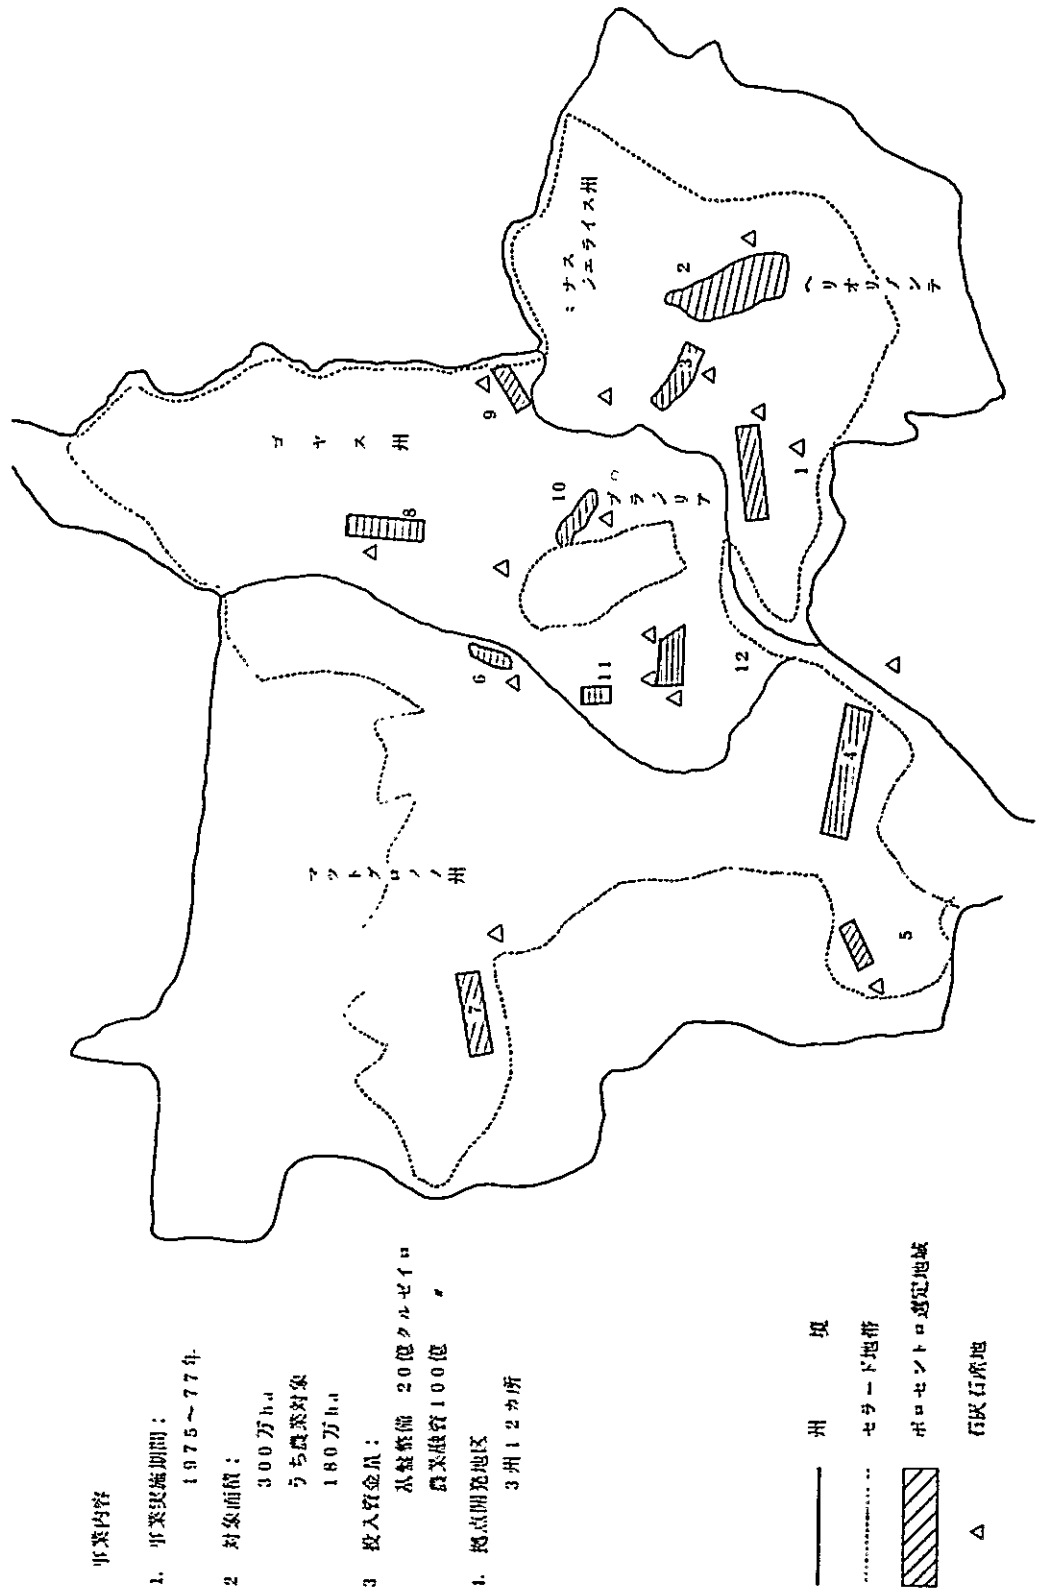 事業内容
1. 事業実施期間：
1975～77年
2 対象面積：
300万ha
うち農業対象
180万ha
3 投入資金量：
基盤整備 20億クルゼイロ
農業融資100億 〃
4. 拠点開発地区
3州12カ所
州 境
セラード地帯
ポロセントロ選定地域
石灰石産地
マットグロソノ州
ゴヤス州
ミナス
ジェライス州
ブラジリア
ベリオリゾンテ
1
2
3
4
5
6
7
8
9
10
11
12